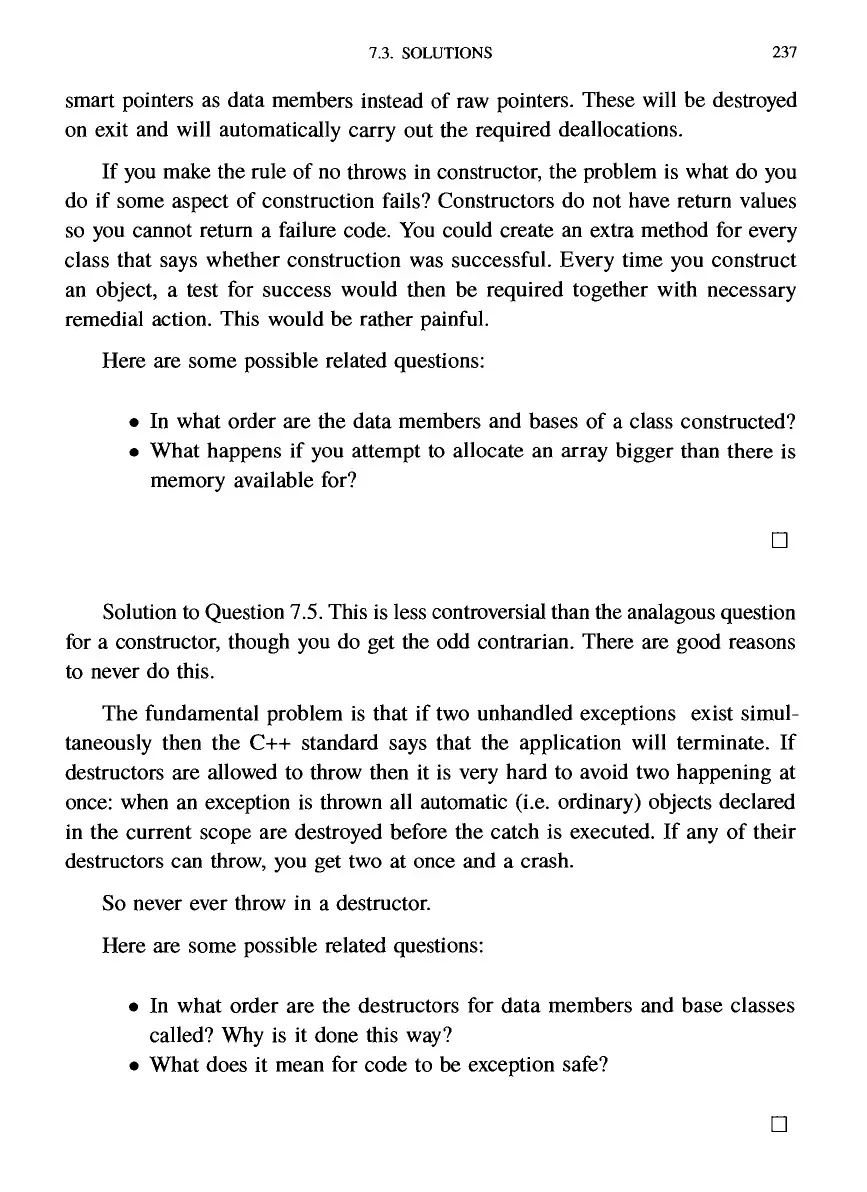 7.3. SOLUTIONS 237
smart pointers as data members instead of raw pointers. These will be destroyed
on exit and will automatically carry out the required deallocations.
If you make the rule of no throws in constructor, the problem is what do you
do if some aspect of construction fails? Constructors do not have return values
so you cannot return a failure code. You could create an extra method for every
class that says whether construction was successful. Every time you construct
an object, a test for success would then be required together with necessary
remedial action. This would be rather painful.
Here are some possible related questions:
• In what order are the data members and bases of a class constructed?
• What happens if you attempt to allocate an array bigger than there is
memory available for?
□
Solution to Question 7.5. This is less controversial than the analagous question
for a constructor, though you do get the odd contrarian. There are good reasons
to never do this.
The fundamental problem is that if two unhandled exceptions exist simul-
taneously then the C++ standard says that the application will terminate. If
destructors are allowed to throw then it is very hard to avoid two happening at
once: when an exception is thrown all automatic (i.e. ordinary) objects declared
in the current scope are destroyed before the catch is executed. If any of their
destructors can throw, you get two at once and a crash.
So never ever throw in a destructor.
Here are some possible related questions:
• In what order are the destructors for data members and base classes
called? Why is it done this way?
• What does it mean for code to be exception safe?
□